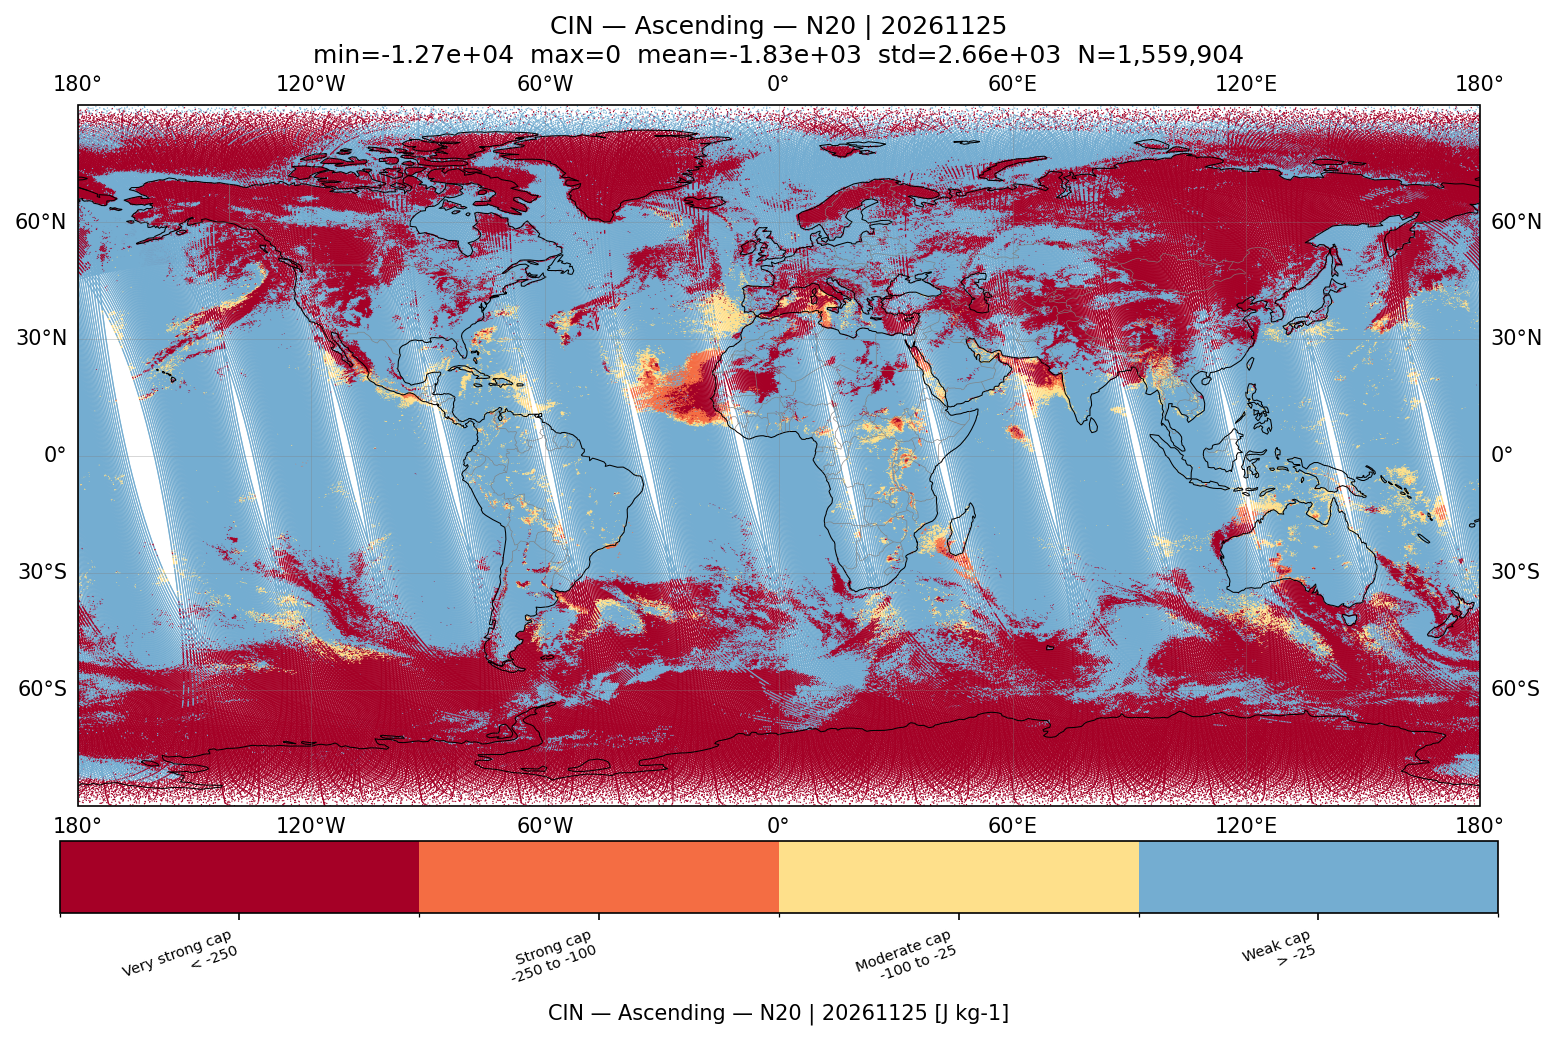 CIN — Ascending — N20 | 20261125
min=-1.27e+04 max=0 mean=-1.83e+03 std=2.66e+03 N=1,559,904
180° 120°W 60°W 0° 60°E 120°E 180°
60°N 60°N
30°N 30°N
0° 0°
30°S 30°S
60°S 60°S
180° 120°W 60°W 0° 60°E 120°E 180°
Very strong cap
< -250
Strong cap
-250 to -100
Moderate cap
-100 to -25
Weak cap
> -25
CIN — Ascending — N20 | 20261125 [J kg-1]